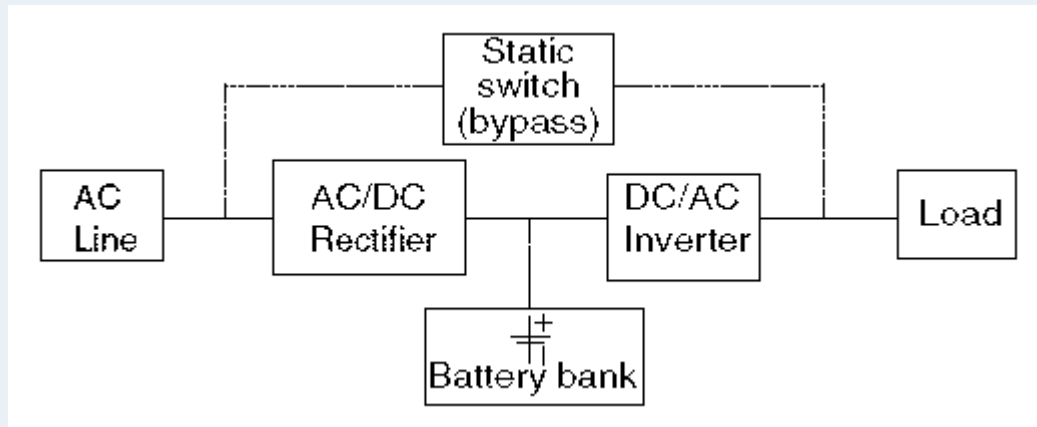 Static
switch
(bypass)
AC
Line
AC/DC
Rectifier
DC/AC
Inverter
Load
+
Battery bank